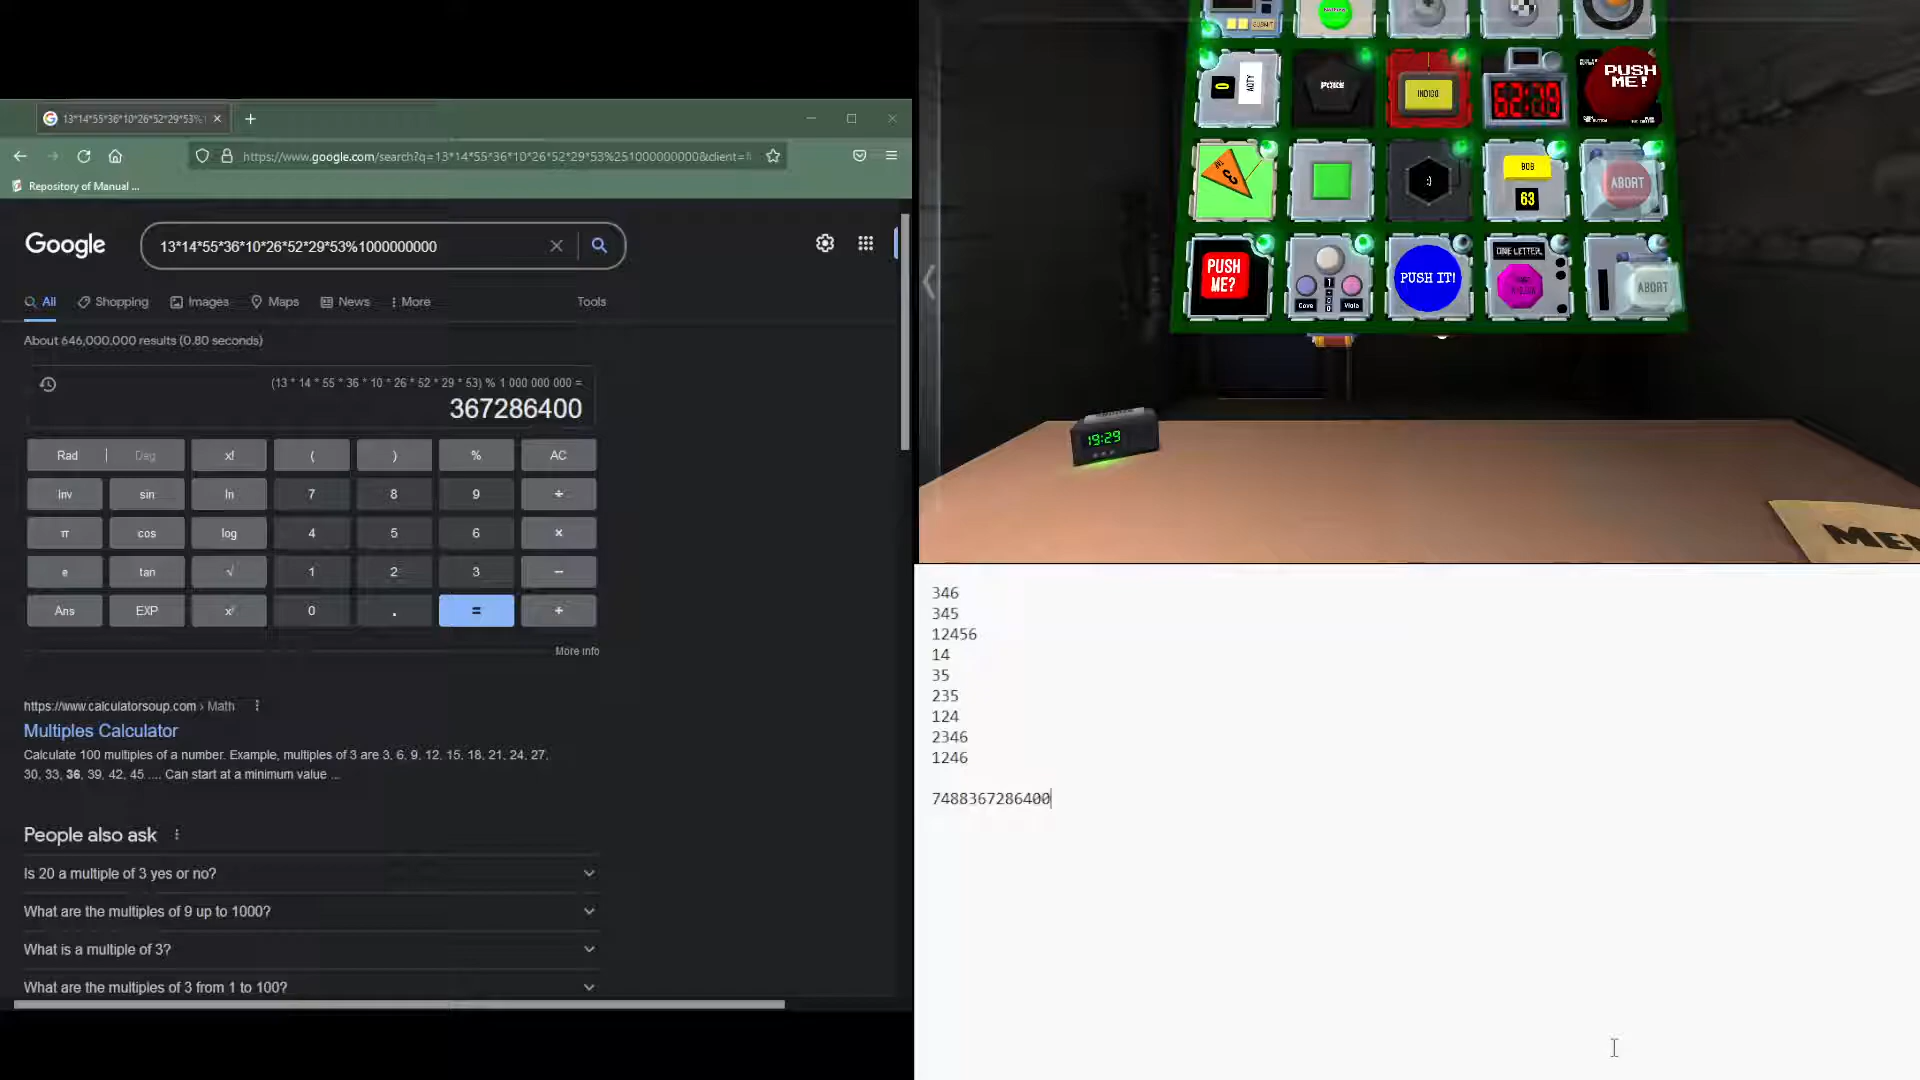 13*14*55*36*10*26*52*29*53%1
https://www.google.com/search?q=13*14*55*36*10*26*52*29*53%251000000000&client=
Repository of Manual ...
Google
13*14*55*36*10*26*52*29*53%1000000000
All
Shopping
Images
Maps
News
More
Tools
About 646,000,000 results (0.80 seconds)
(13 * 14 * 55 * 36 * 10 * 26 * 52 * 29 * 53) % 1 000 000 000 =
367286400
Rad
Deg
x!
(
)
%
AC
Inv
sin
ln
7
8
9
÷
π
cos
log
4
5
6
×
e
tan
√
1
2
3
−
Ans
EXP
0
.
=
+
More info
https://www.calculatorsoup.com › Math
Multiples Calculator
Calculate 100 multiples of a number. Example, multiples of 3 are 3, 6, 9, 12, 15, 18, 21, 24, 27,
30, 33, 36, 39, 42, 45 .... Can start at a minimum value ...
People also ask
Is 20 a multiple of 3 yes or no?
What are the multiples of 9 up to 1000?
What is a multiple of 3?
What are the multiples of 3 from 1 to 100?
SUBMIT
POKE
INDIGO
PUSH
ME!
:)
BOB
63
ABORT
PUSH
ME?
PUSH IT!
ONE LETTER
ABORT
19:29
346
345
12456
14
35
235
124
2346
1246
7488367286400